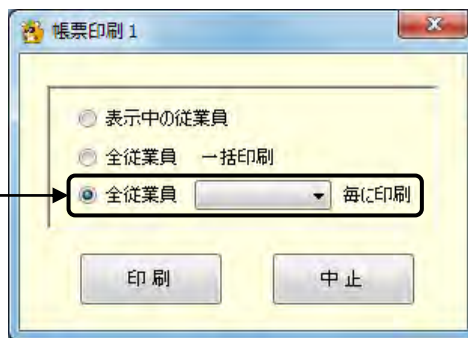 帳票印刷1
表示中の従業員
全従業員 一括印刷
全従業員 毎に印刷
印刷 中止